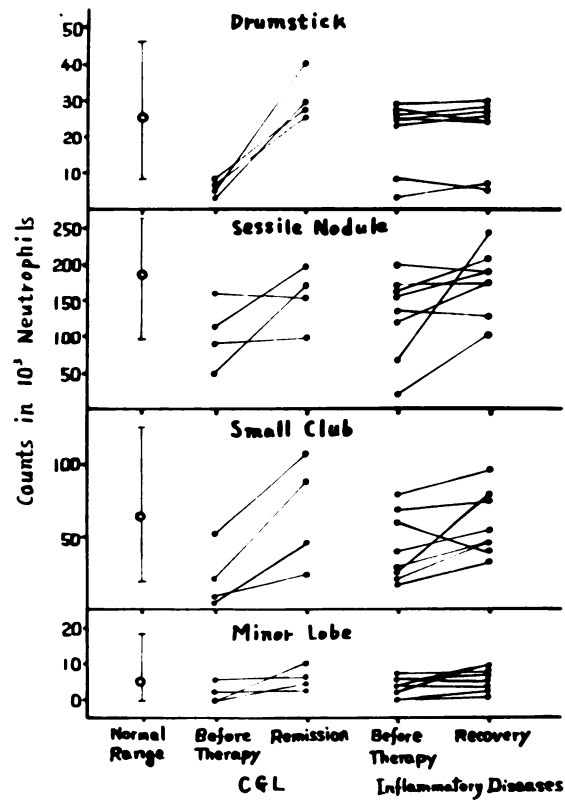 Drumstick
50
40
30
20
10
Sessile Nodule
250
200
150
100
50
Small Club
100
50
Minor Lobe
20
10
0
Counts in 10³ Neutrophils
Normal Range
Before Therapy
Remission
Before Therapy
Recovery
CGL
Inflammatory Diseases